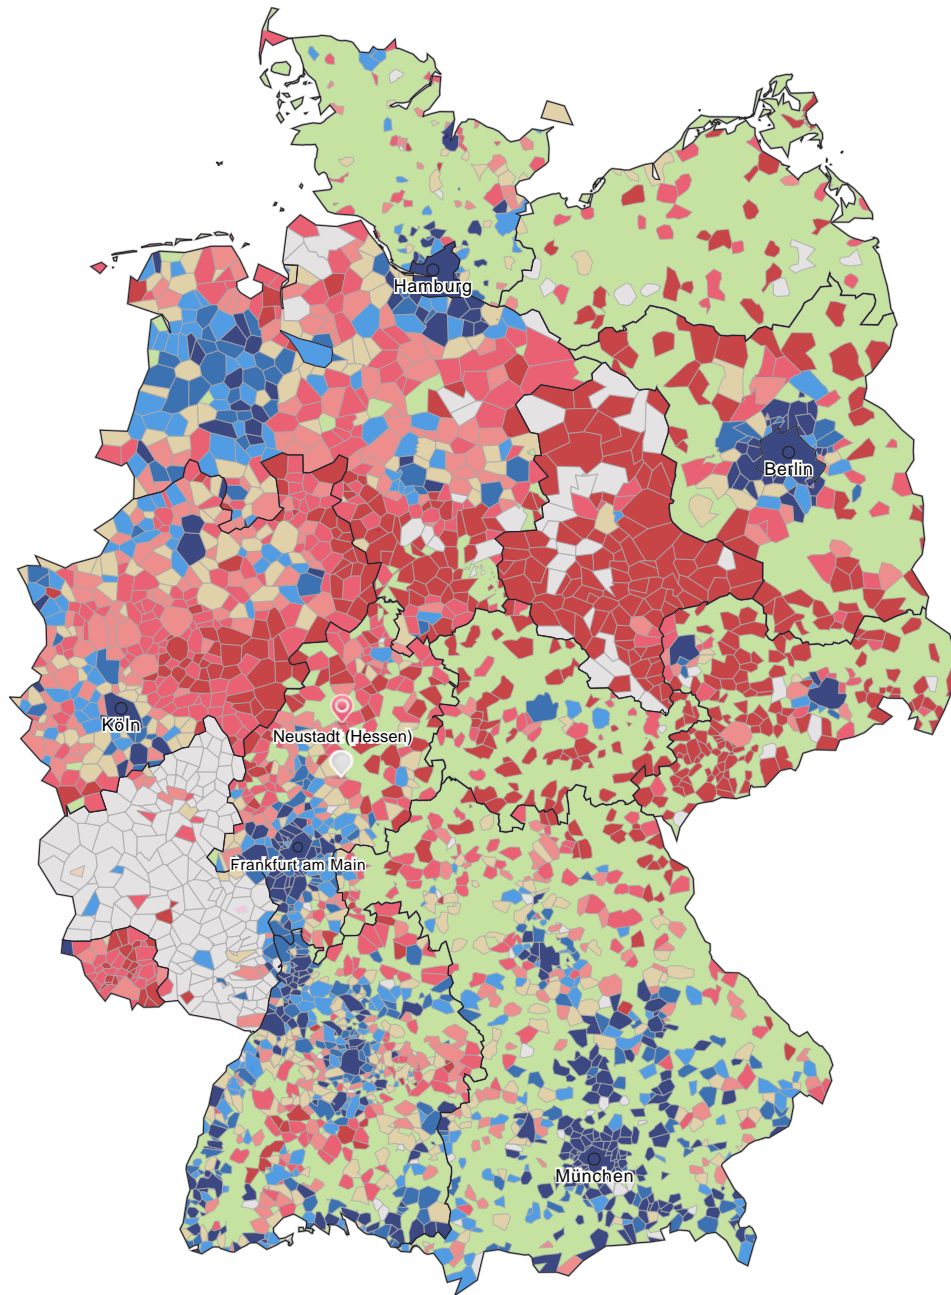 Hamburg
Berlin
Köln
Neustadt (Hessen)
Frankfurt am Main
München